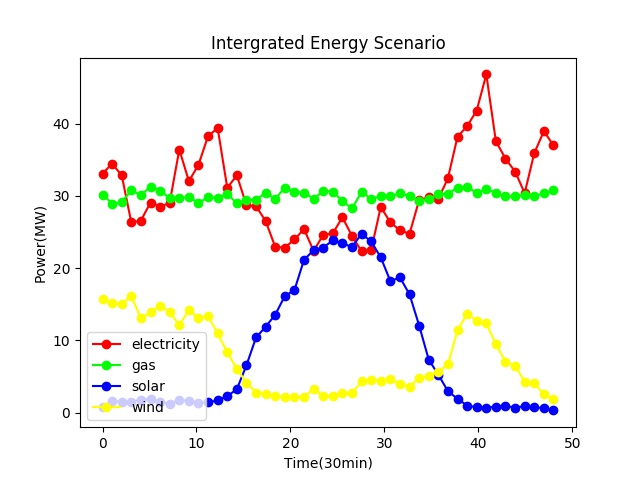 Intergrated Energy Scenario
Power(MW)
40
30
20
10
0
electricity
gas
solar
wind
0 10 20 30 40 50
Time(30min)